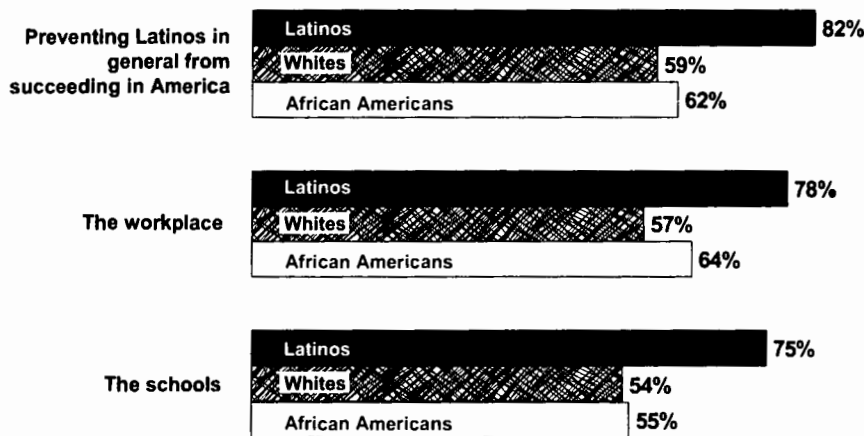 Preventing Latinos in
general from
succeeding in America
Latinos
82%
Whites
59%
African Americans
62%
The workplace
Latinos
78%
Whites
57%
African Americans
64%
The schools
Latinos
75%
Whites
54%
African Americans
55%